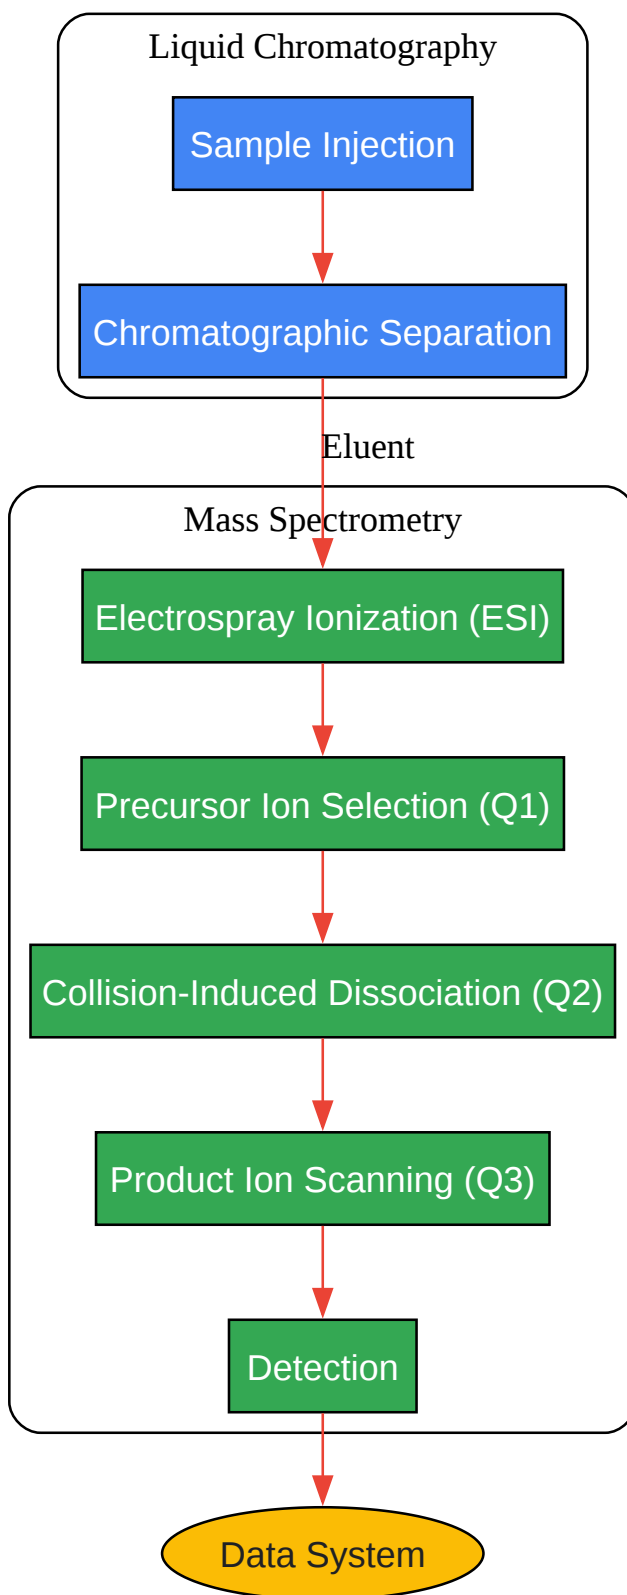 Liquid Chromatography
Sample Injection
Chromatographic Separation
Eluent
Mass Spectrometry
Electrospray Ionization (ESI)
Precursor Ion Selection (Q1)
Collision-Induced Dissociation (Q2)
Product Ion Scanning (Q3)
Detection
Data System